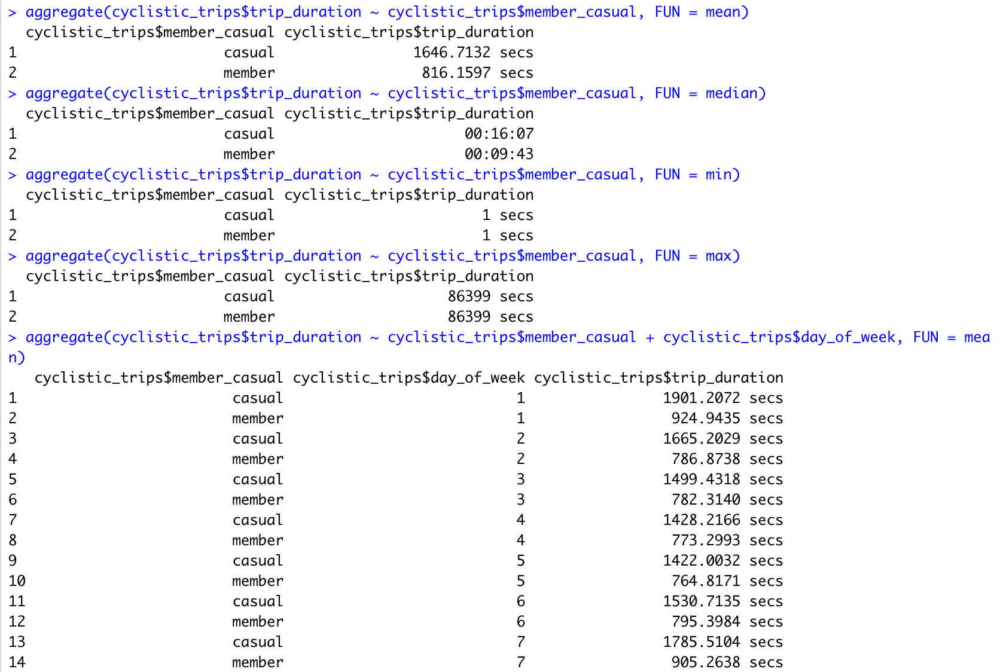 > aggregate(cyclistic_trips$trip_duration ~ cyclistic_trips$member_casual, FUN = mean)
  cyclistic_trips$member_casual cyclistic_trips$trip_duration
1                        casual                1646.7132 secs
2                        member                 816.1597 secs
> aggregate(cyclistic_trips$trip_duration ~ cyclistic_trips$member_casual, FUN = median)
  cyclistic_trips$member_casual cyclistic_trips$trip_duration
1                        casual                      00:16:07
2                        member                      00:09:43
> aggregate(cyclistic_trips$trip_duration ~ cyclistic_trips$member_casual, FUN = min)
  cyclistic_trips$member_casual cyclistic_trips$trip_duration
1                        casual                        1 secs
2                        member                        1 secs
> aggregate(cyclistic_trips$trip_duration ~ cyclistic_trips$member_casual, FUN = max)
  cyclistic_trips$member_casual cyclistic_trips$trip_duration
1                        casual                    86399 secs
2                        member                    86399 secs
> aggregate(cyclistic_trips$trip_duration ~ cyclistic_trips$member_casual + cyclistic_trips$day_of_week, FUN = mea
n)
   cyclistic_trips$member_casual cyclistic_trips$day_of_week cyclistic_trips$trip_duration
1                         casual                           1                1901.2072 secs
2                         member                           1                 924.9435 secs
3                         casual                           2                1665.2029 secs
4                         member                           2                 786.8738 secs
5                         casual                           3                1499.4318 secs
6                         member                           3                 782.3140 secs
7                         casual                           4                1428.2166 secs
8                         member                           4                 773.2993 secs
9                         casual                           5                1422.0032 secs
10                        member                           5                 764.8171 secs
11                        casual                           6                1530.7135 secs
12                        member                           6                 795.3984 secs
13                        casual                           7                1785.5104 secs
14                        member                           7                 905.2638 secs